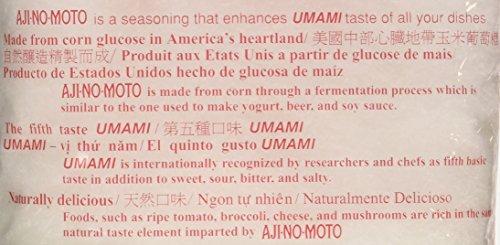 AJI-NO-MOTO is a seasoning that enhances UMAMI taste of all your dishes
Made from corn glucose in America's heartland/美國中部心臟地帶玉米葡萄糖
自然釀造精製而成/ Produit aux Etats Unis a partir de glucose de mais
Producto de Estados Unidos hecho de glucosa de maíz
AJI-NO-MOTO is made from corn through a fermentation process which is
similar to the one used to make yogurt, beer, and soy sauce.
The fifth taste UMAMI /第五種口味 UMAMI
UMAMI – vị thứ năm/El quinto gusto UMAMI
UMAMI is internationally recognized by researchers and chefs as fifth basic
taste in addition to sweet, sour, bitter, and salty.
Naturally delicious /天然口味/ Ngon tự nhiên / Naturalmente Delicioso
Foods, such as ripe tomato, broccoli, cheese, and mushrooms are rich in the
natural taste element imparted by AJI-NO-MOTO